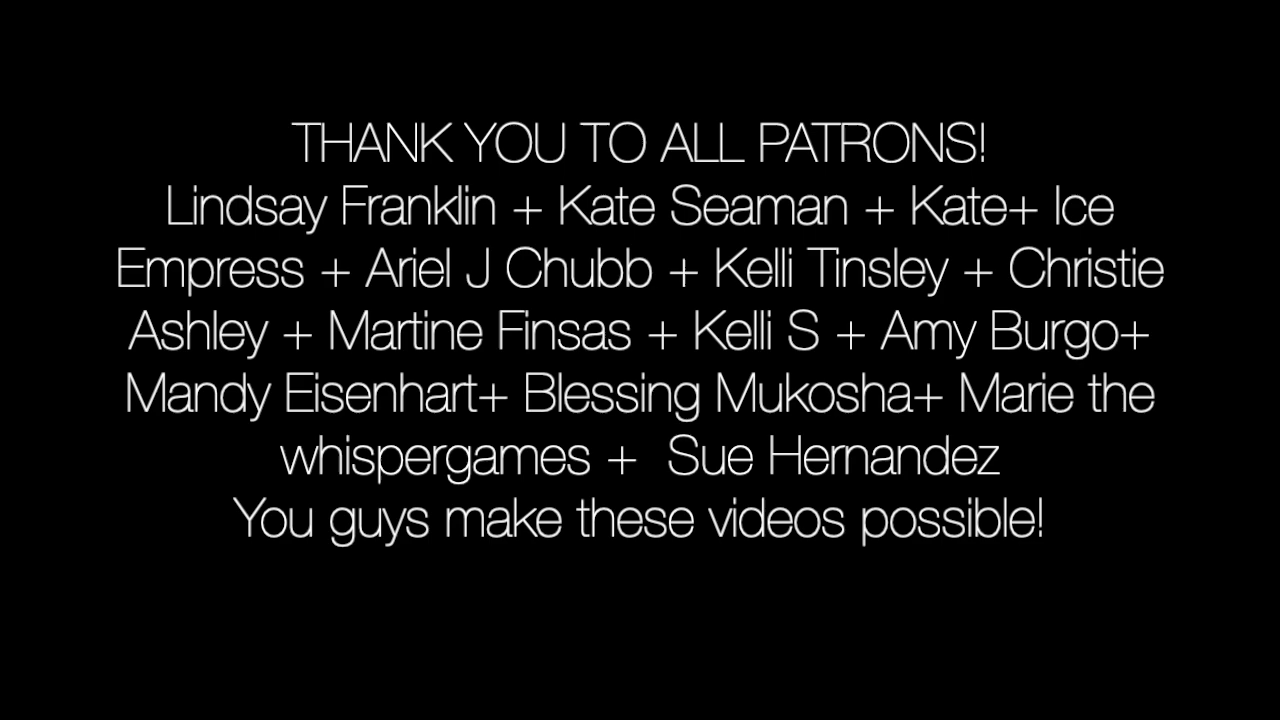 THANK YOU TO ALL PATRONS!
Lindsay Franklin + Kate Seaman + Kate+ Ice
Empress + Ariel J Chubb + Kelli Tinsley + Christie
Ashley + Martine Finsas + Kelli S + Amy Burgo+
Mandy Eisenhart+ Blessing Mukosha+ Marie the
whispergames +  Sue Hernandez
You guys make these videos possible!